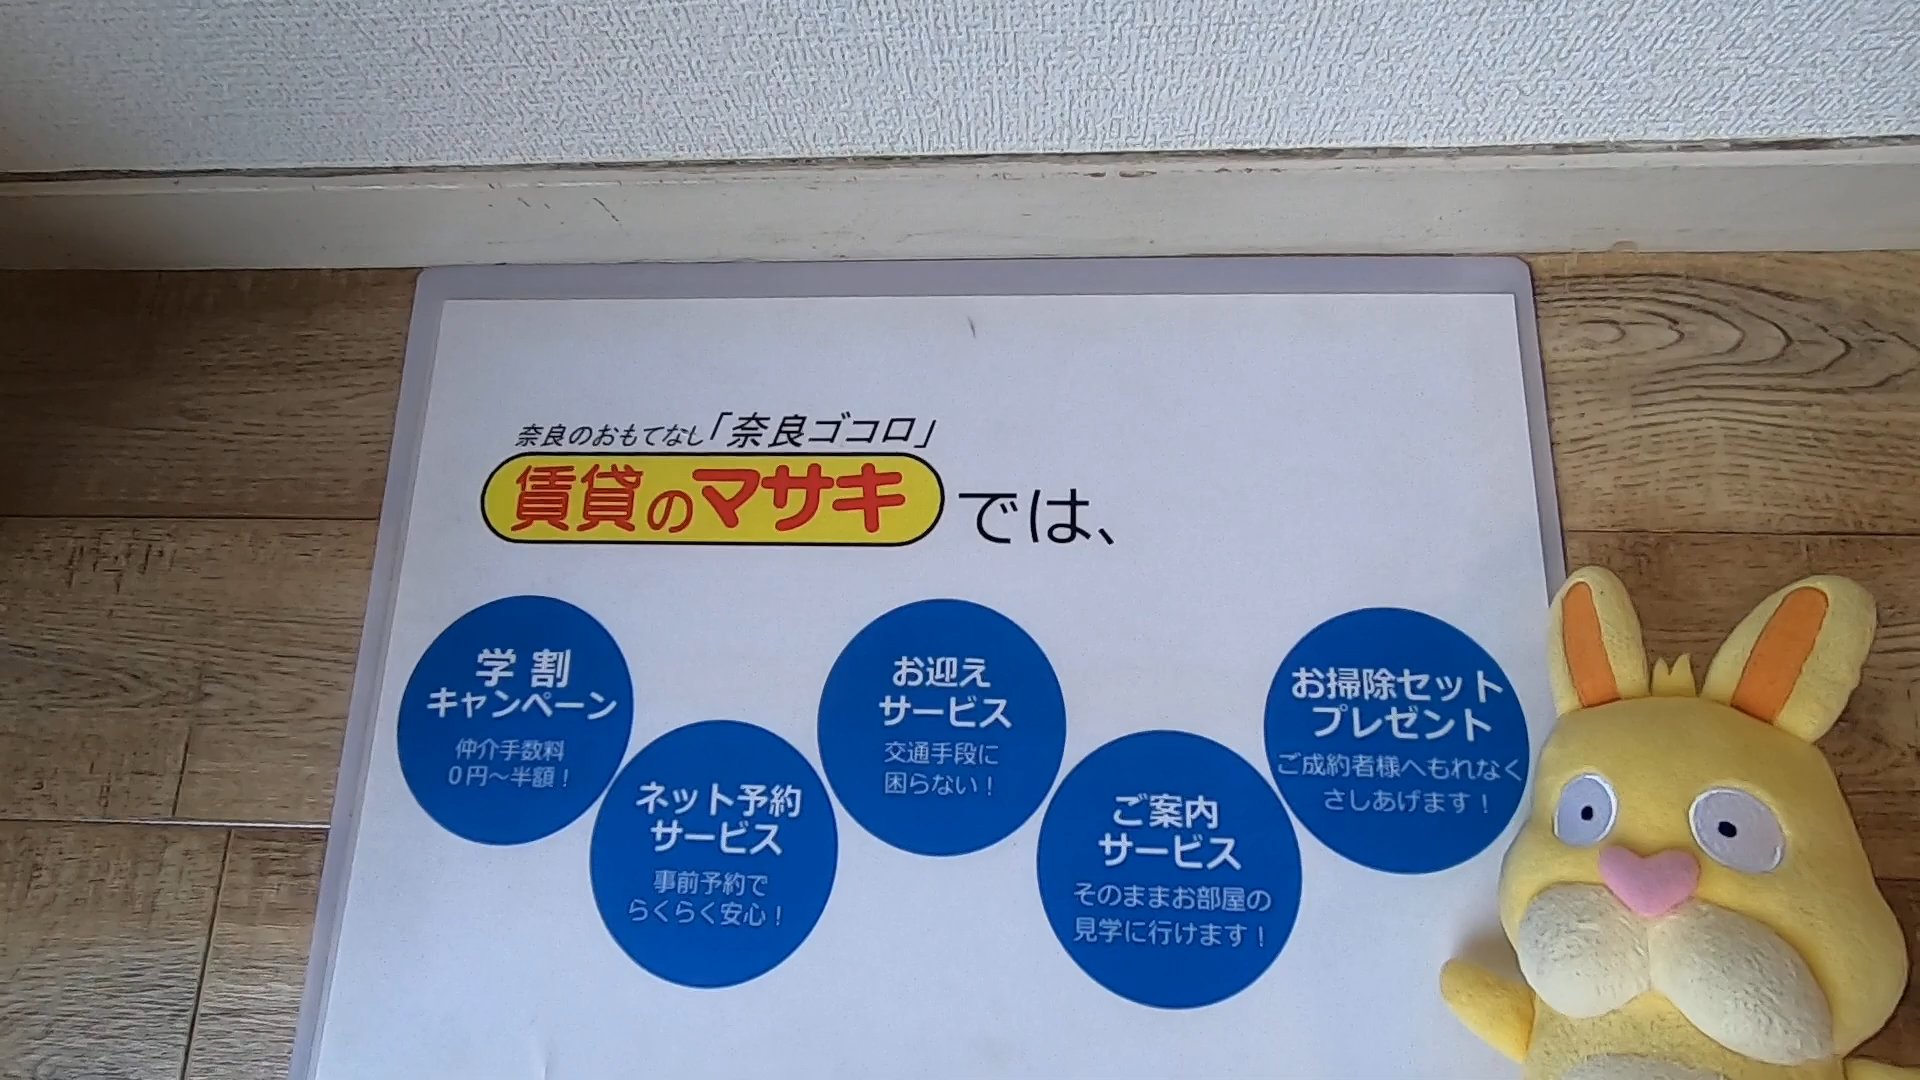 奈良のおもてなし「奈良ゴコロ」
賃貸のマサキでは、
学割
キャンペーン
仲介手数料
0円〜半額！
ネット予約
サービス
事前予約で
らくらく安心！
お迎え
サービス
交通手段に
困らない！
ご案内
サービス
そのままお部屋の
見学に行けます！
お掃除セット
プレゼント
ご成約者様へもれなく
さしあげます！